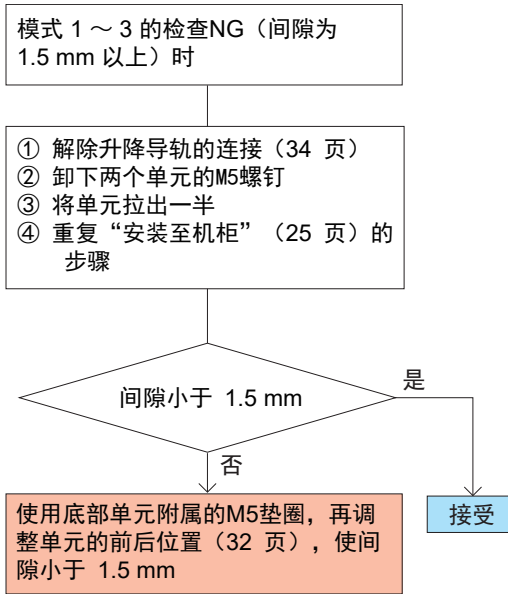 模式 1 ～ 3 的检查NG（间隙为
1.5 mm 以上）时
① 解除升降导轨的连接（34 页）
② 卸下两个单元的M5螺钉
③ 将单元拉出一半
④ 重复“安装至机柜”（25 页）的
步骤
间隙小于 1.5 mm
是
否
使用底部单元附属的M5垫圈，再调
整单元的前后位置（32 页），使间
隙小于 1.5 mm
接受